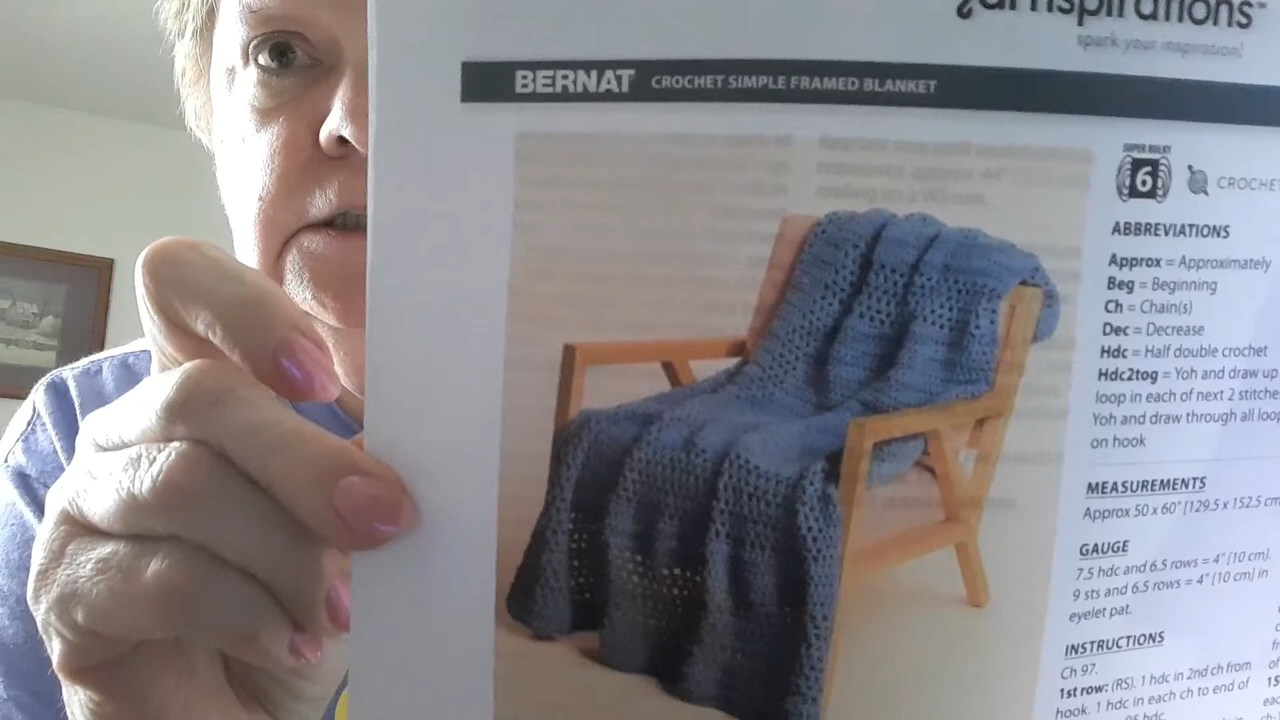 yarnspirations™
spark your inspiration!
BERNAT CROCHET SIMPLE FRAMED BLANKET
SUPER BULKY
6
CROCHET
ABBREVIATIONS
Approx = Approximately
Beg = Beginning
Ch = Chain(s)
Dec = Decrease
Hdc = Half double crochet
Hdc2tog = Yoh and draw up
loop in each of next 2 stitche
Yoh and draw through all loo
on hook
MEASUREMENTS
Approx 50 x 60" [129.5 x 152.5 cm
GAUGE
7.5 hdc and 6.5 rows = 4" [10 cm].
9 sts and 6.5 rows = 4" [10 cm] in
eyelet pat.
INSTRUCTIONS
Ch 97.
1st row: (RS). 1 hdc in 2nd ch from
hook. 1 hdc in each ch to end of
hdc.